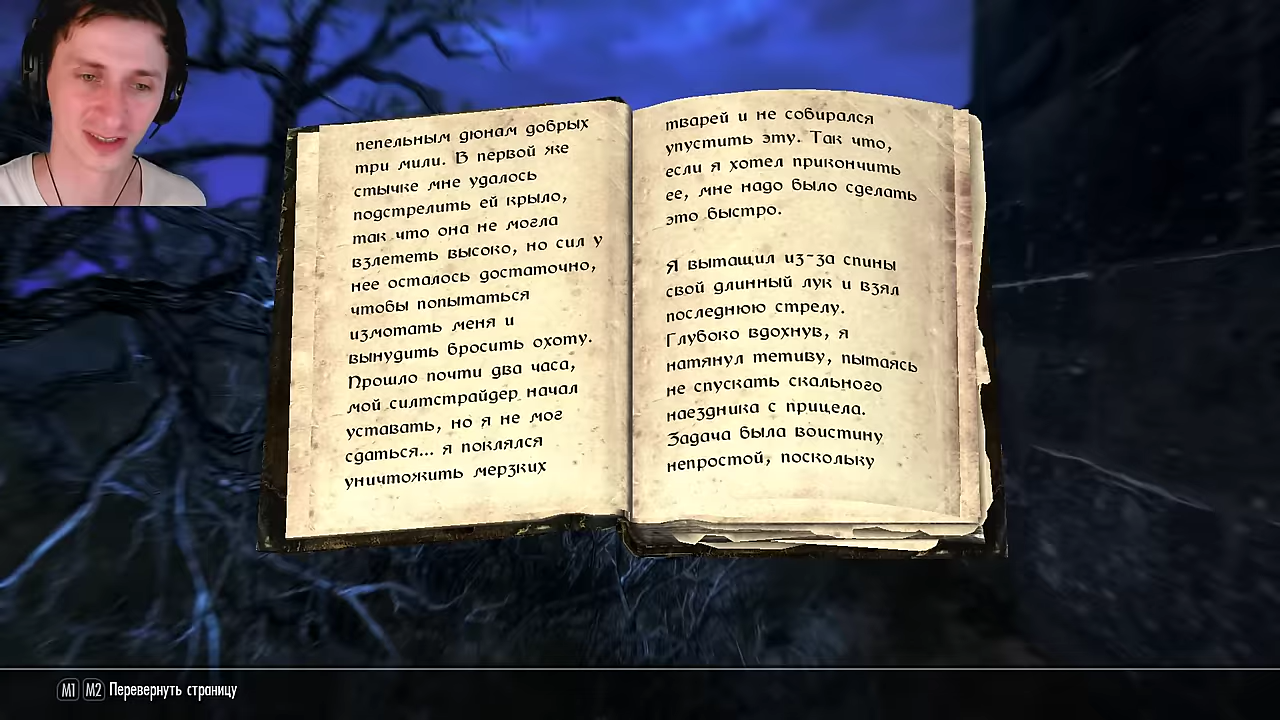 пепельным дюнам добрых
три мили. В первой же
стычке мне удалось
подстрелить ей крыло,
так что она не могла
взлететь высоко, но сил у
нее осталось достаточно,
чтобы попытаться
измотать меня и
вынудить бросить охоту.
Прошло почти два часа,
мой силтстрайдер начал
уставать, но я не мог
сдаться... я поклялся
уничтожить мерзких
тварей и не собирался
упустить эту. Так что,
если я хотел прикончить
ее, мне надо было сделать
это быстро.
Я вытащил из-за спины
свой длинный лук и взял
последнюю стрелу.
Глубоко вдохнув, я
натянул тетиву, пытаясь
не спускать скального
наездника с прицела.
Задача была воистину
непростой, поскольку
M1 M2 Перевернуть страницу